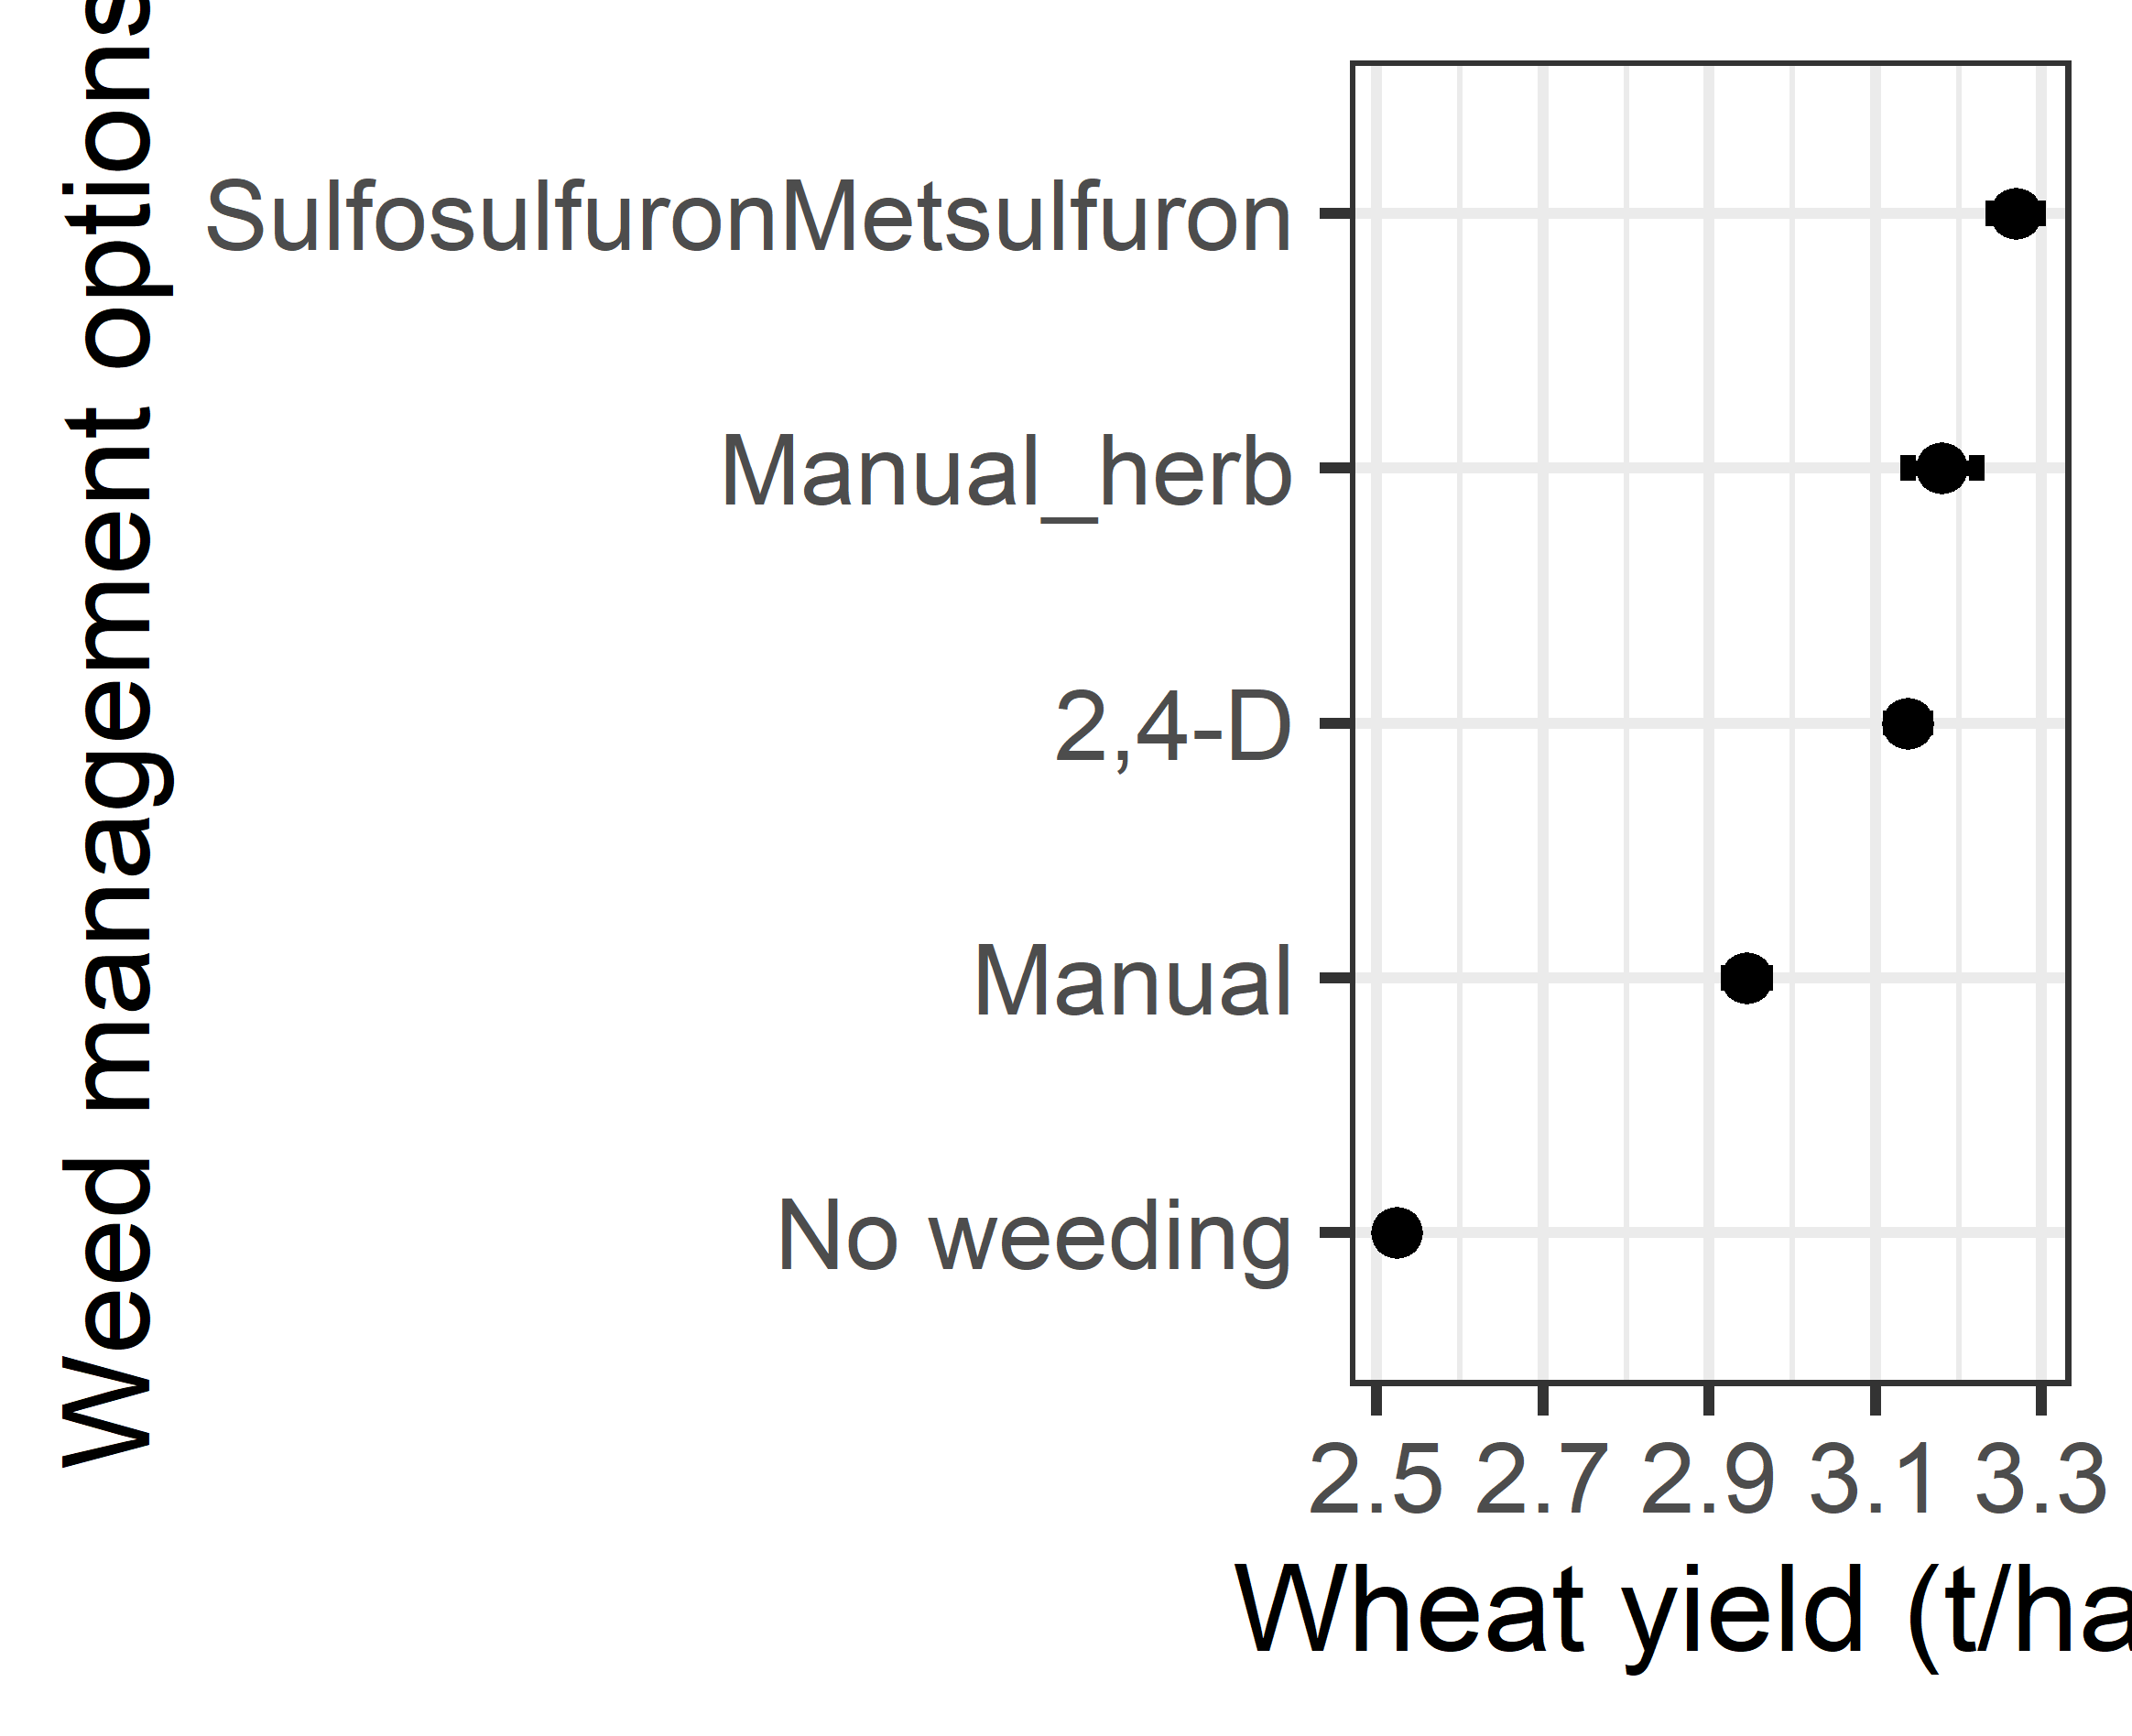 Weed management options
SulfosulfuronMetsulfuron
Manual_herb
2,4-D
Manual
No weeding
2.5 2.7 2.9 3.1 3.3
Wheat yield (t/ha